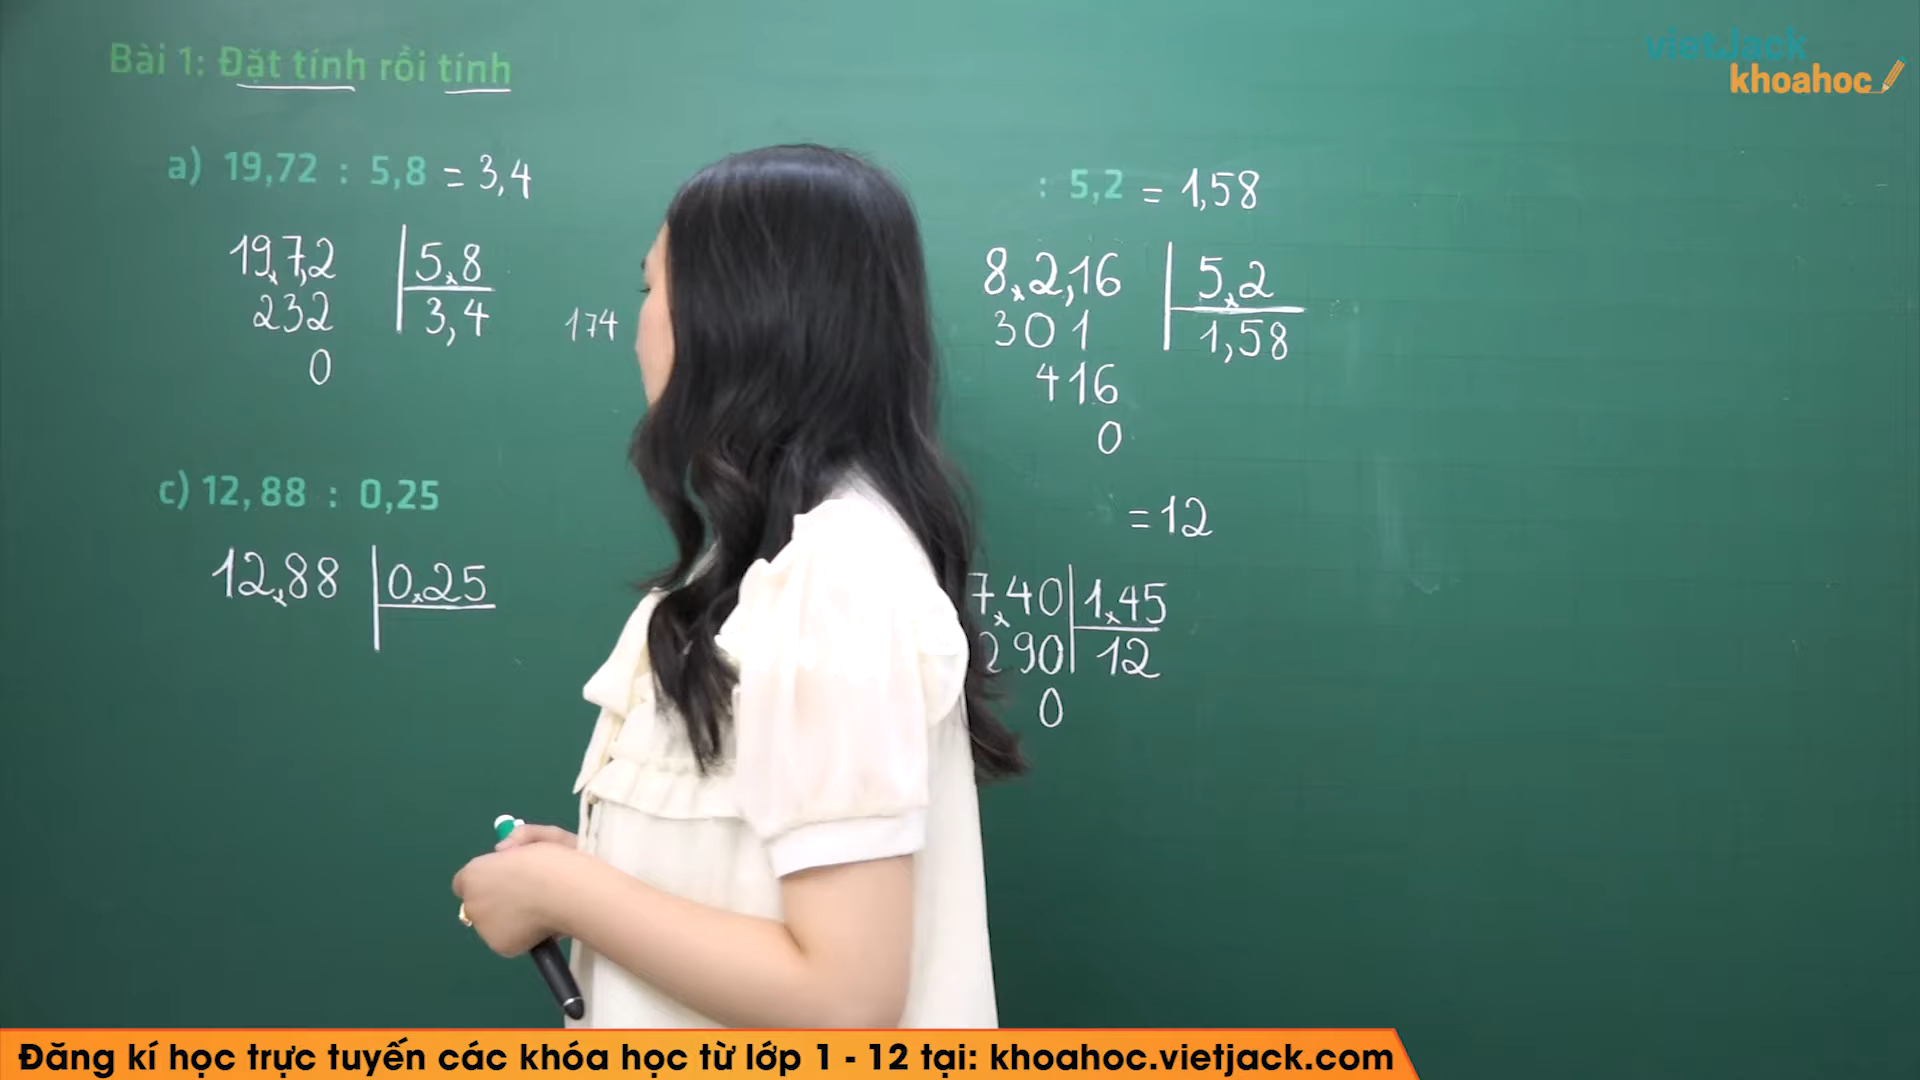 Bài 1: Đặt tính rồi tính
vietJack
khoahoc
a) 19,72 : 5,8 = 3,4
19,7,2 5,8
232 3,4
0
174
: 5,2 = 1,58
8,2,16 5,2
301 1,58
416
0
c) 12,88 : 0,25
12,88 0,25
= 12
7,40 1,45
290 12
0
Đăng kí học trực tuyến các khóa học từ lớp 1 - 12 tại: khoahoc.vietjack.com